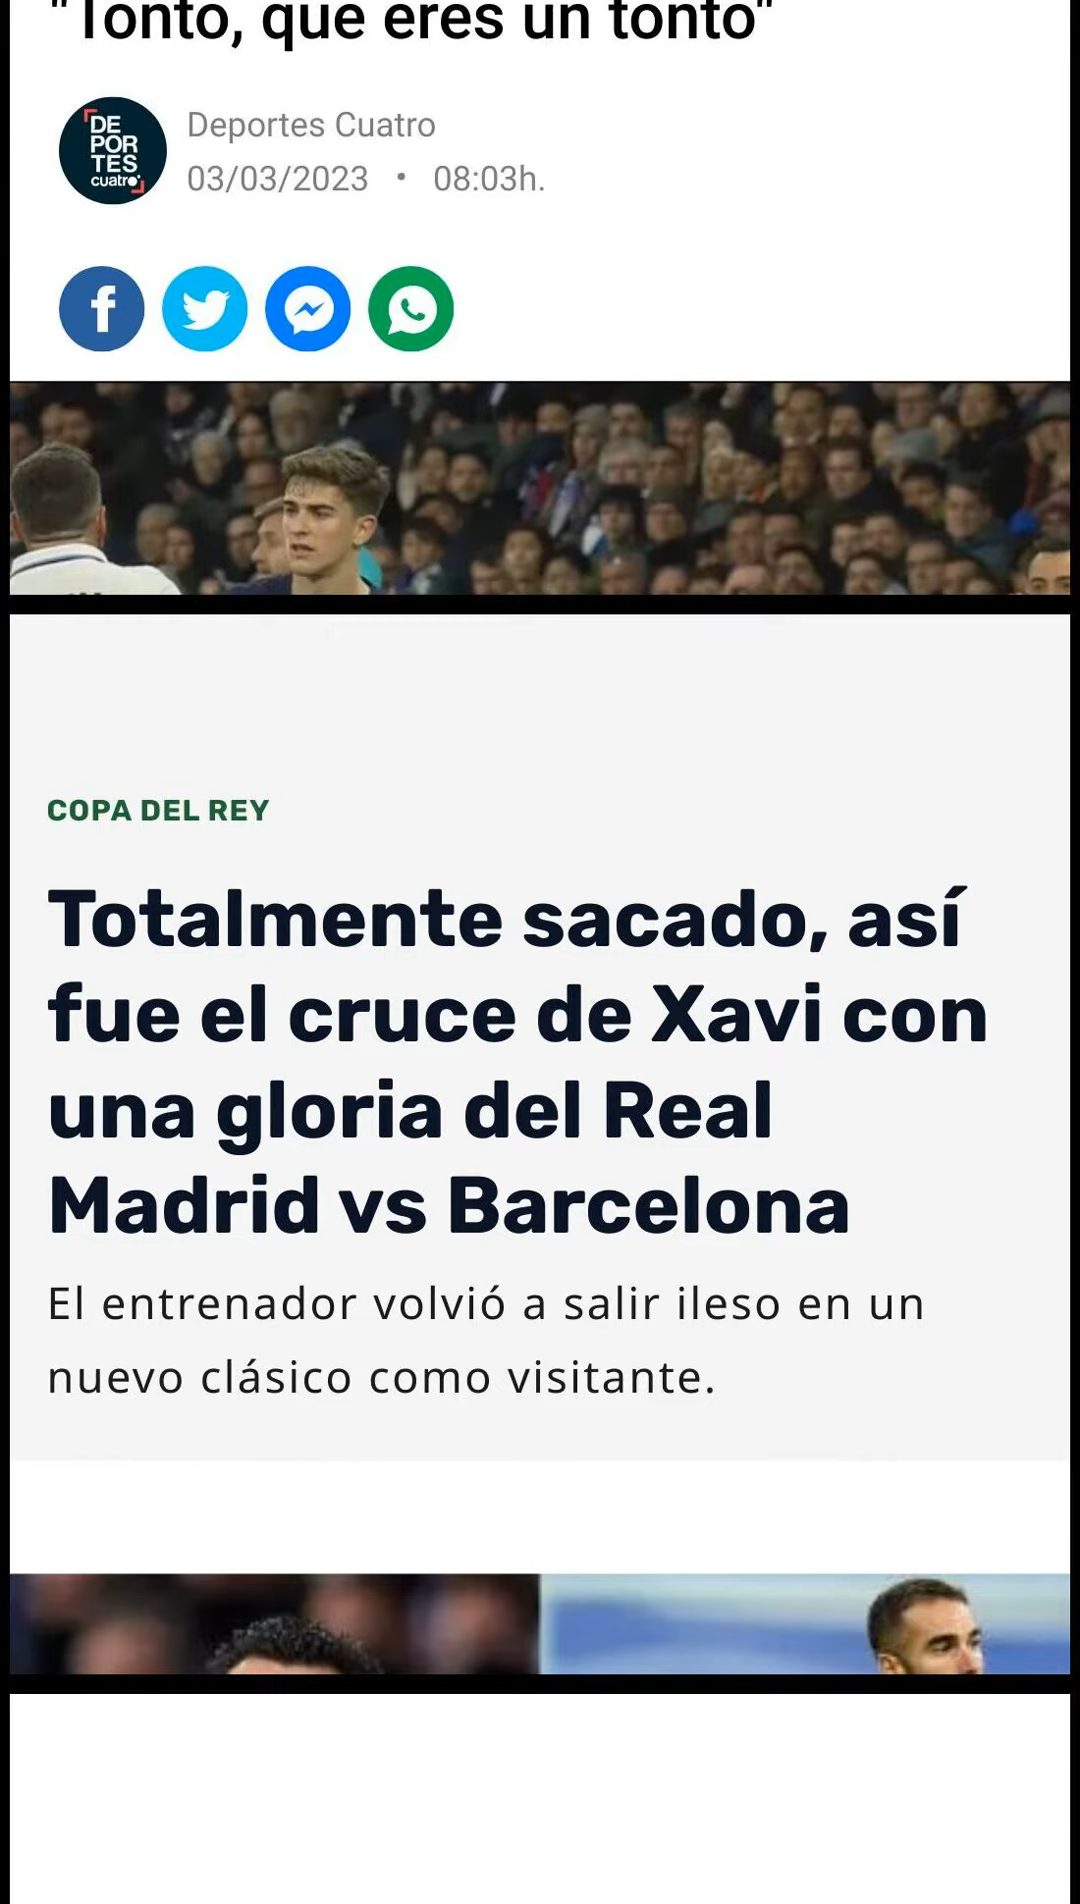 "Tonto, que eres un tonto"
DE
POR
TES
cuatro
Deportes Cuatro
03/03/2023 • 08:03h.
COPA DEL REY
Totalmente sacado, así
fue el cruce de Xavi con
una gloria del Real
Madrid vs Barcelona
El entrenador volvió a salir ileso en un
nuevo clásico como visitante.